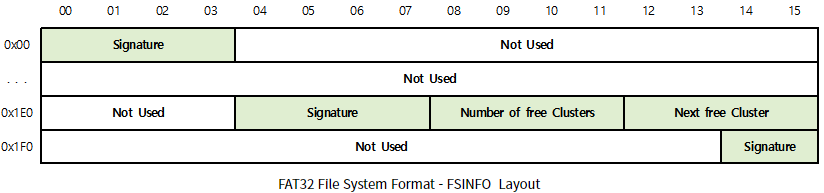 00 01 02 03 04 05 06 07 08 09 10 11 12 13 14 15
0x00 Signature Not Used
. . . Not Used
0x1E0 Not Used Signature Number of free Clusters Next free Cluster
0x1F0 Not Used Signature
FAT32 File System Format - FSINFO Layout